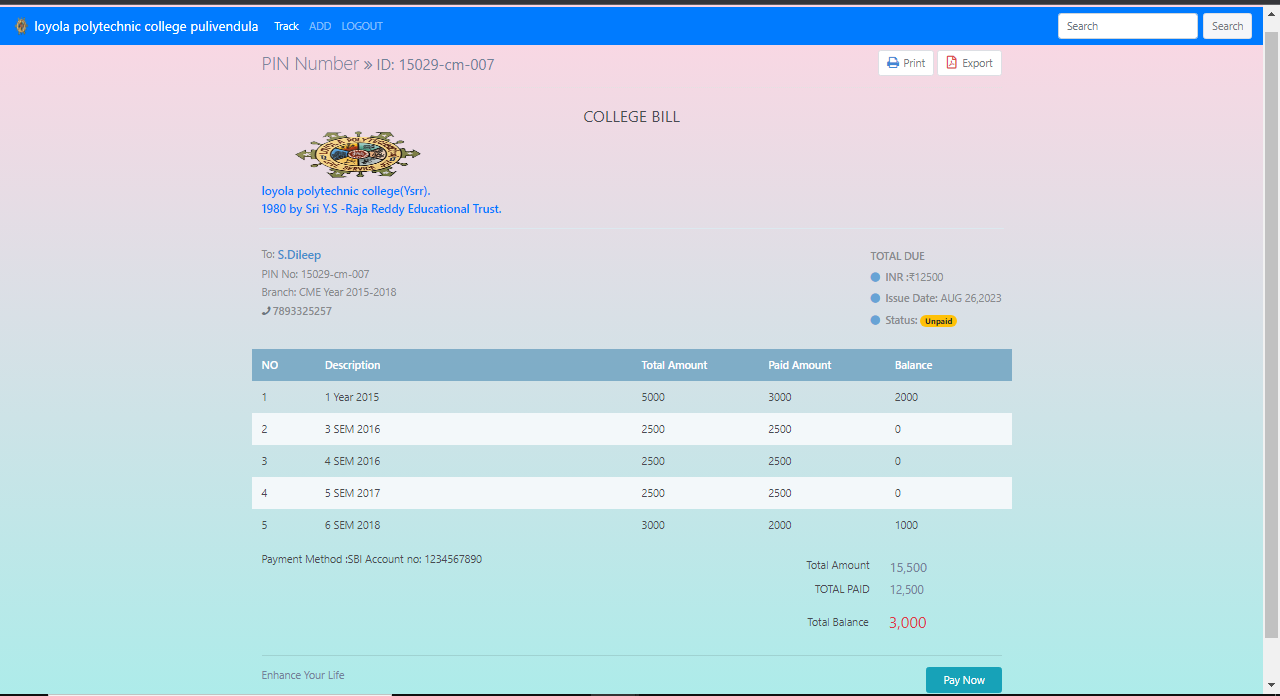 loyola polytechnic college pulivendula Track ADD LOGOUT Search Search
PIN Number » ID: 15029-cm-007 Print Export
COLLEGE BILL
SERVICE
loyola polytechnic college(Ysrr).
1980 by Sri Y.S -Raja Reddy Educational Trust.
To: S.Dileep
PIN No: 15029-cm-007
Branch: CME Year 2015-2018
7893325257
TOTAL DUE
INR :₹12500
Issue Date: AUG 26,2023
Status: Unpaid
NO Description Total Amount Paid Amount Balance
1 1 Year 2015 5000 3000 2000
2 3 SEM 2016 2500 2500 0
3 4 SEM 2016 2500 2500 0
4 5 SEM 2017 2500 2500 0
5 6 SEM 2018 3000 2000 1000
Payment Method :SBI Account no: 1234567890
Total Amount 15,500
TOTAL PAID 12,500
Total Balance 3,000
Enhance Your Life Pay Now